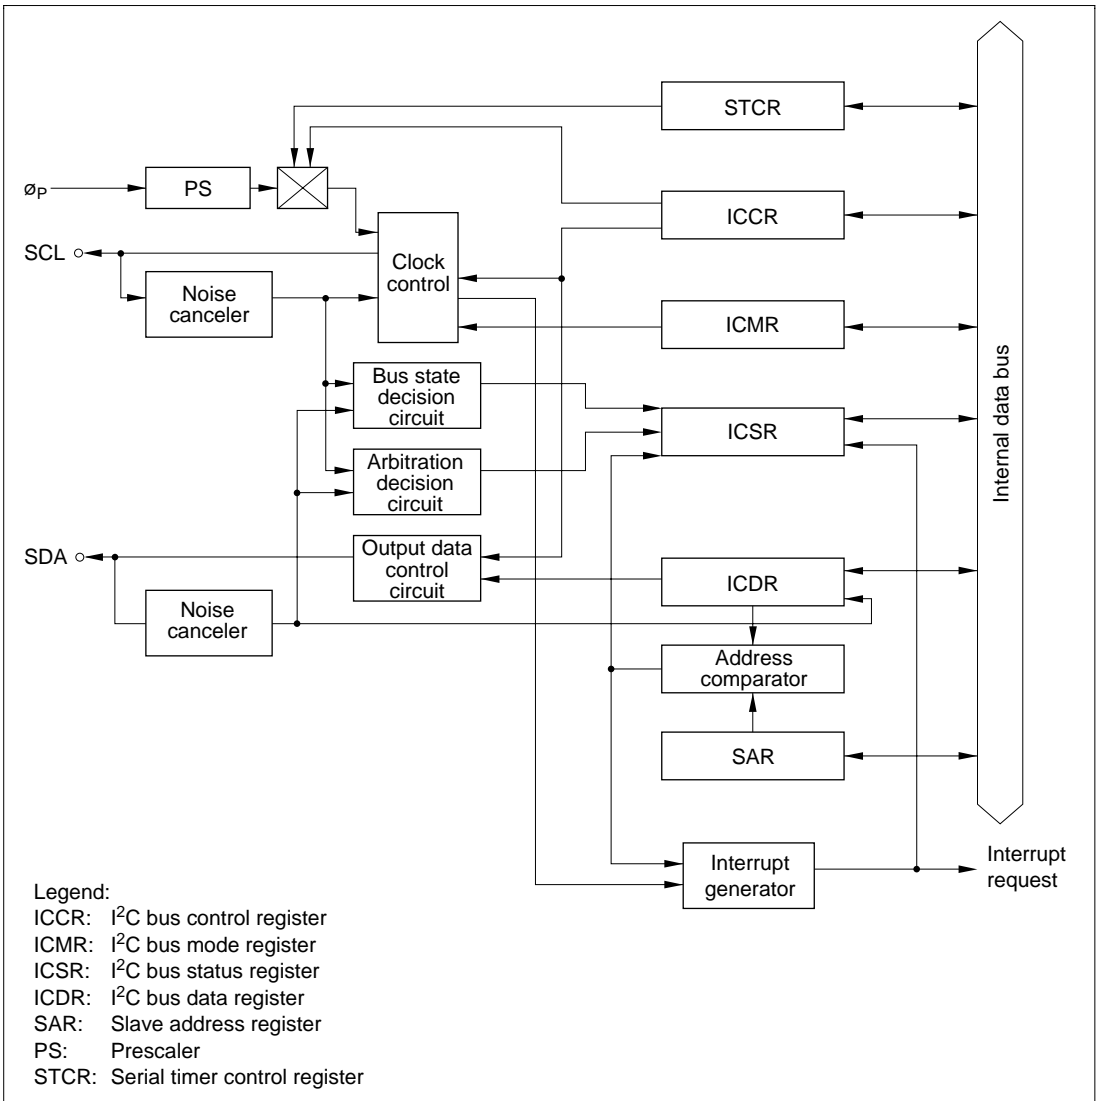 STCR
øP
PS
ICCR
SCL
Clock
control
Noise
canceler
ICMR
Bus state
decision
circuit
ICSR
Internal data bus
Arbitration
decision
circuit
SDA
Output data
control
circuit
ICDR
Noise
canceler
Address
comparator
SAR
Interrupt
generator
Interrupt
request
Legend:
ICCR: I²C bus control register
ICMR: I²C bus mode register
ICSR: I²C bus status register
ICDR: I²C bus data register
SAR: Slave address register
PS: Prescaler
STCR: Serial timer control register